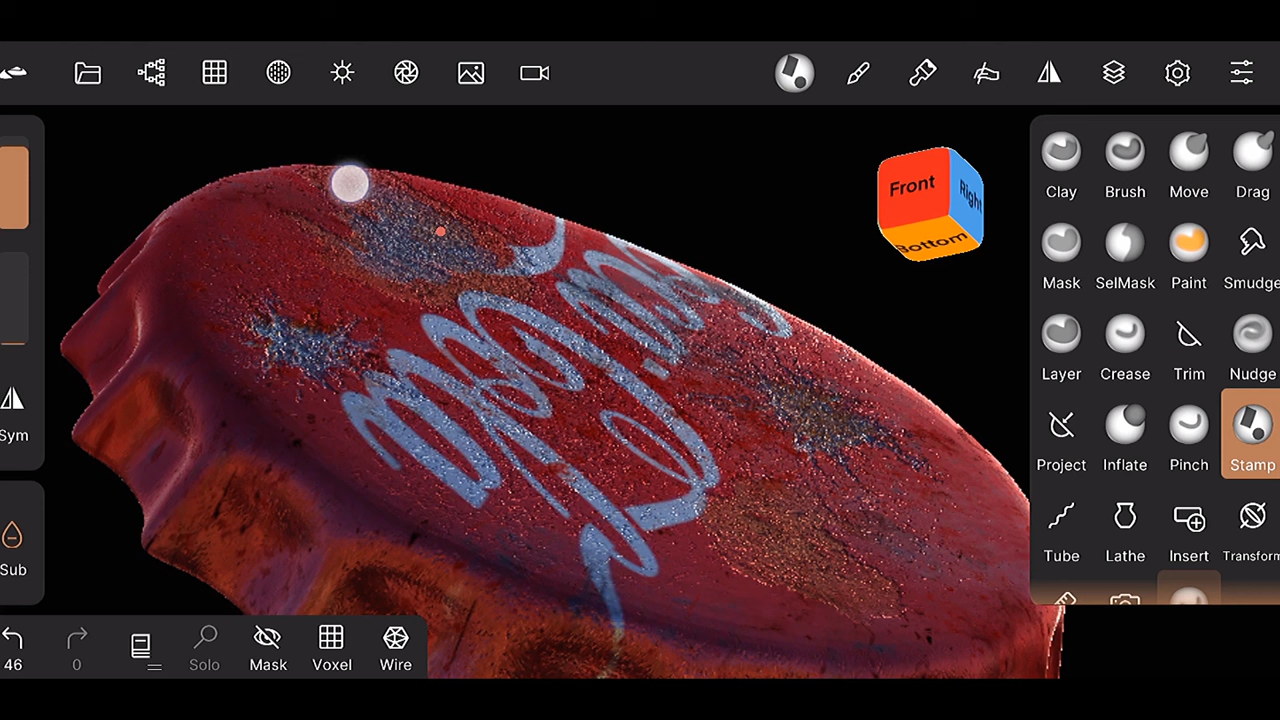 Front
Right
Bottom
Clay Brush Move Drag
Mask SelMask Paint Smudge
Layer Crease Trim Nudge
Project Inflate Pinch Stamp
Tube Lathe Insert Transform
Sym
Sub
46 0 Solo Mask Voxel Wire